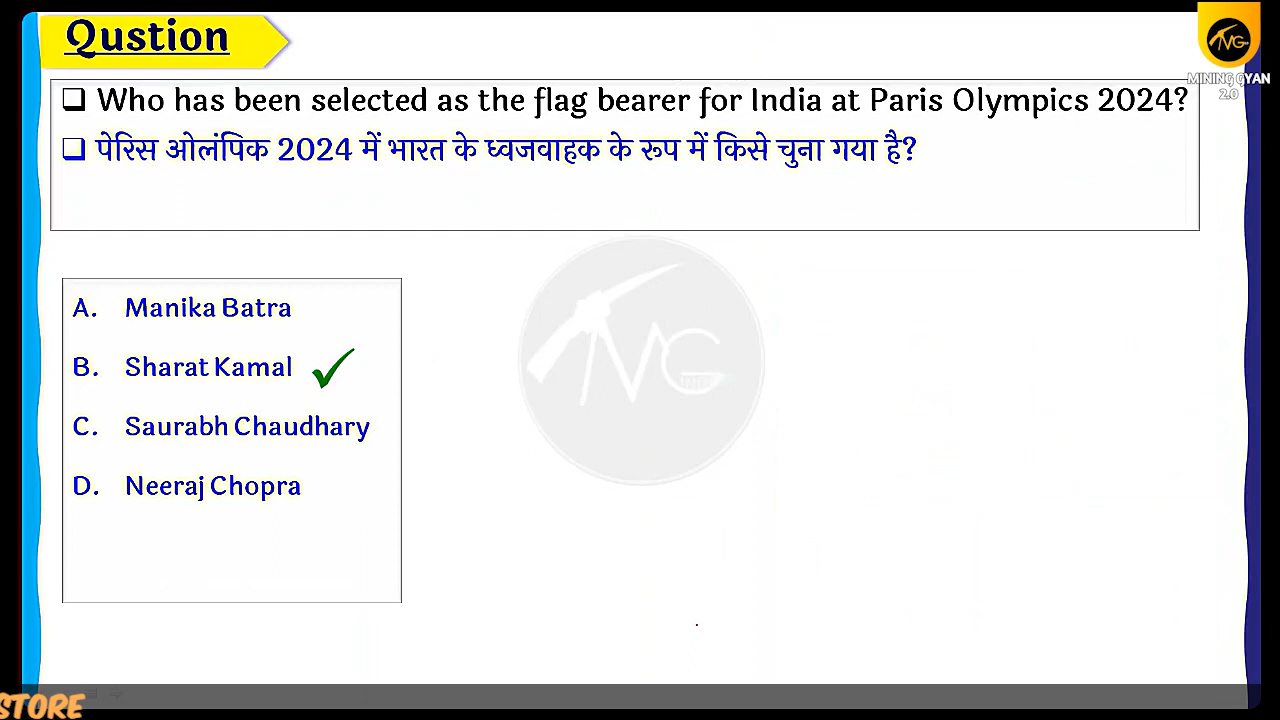 Qustion
MINING GYAN
2.0
❑ Who has been selected as the flag bearer for India at Paris Olympics 2024?
❑ पेरिस ओलंपिक 2024 में भारत के ध्वजवाहक के रूप में किसे चुना गया है?
A. Manika Batra
B. Sharat Kamal
C. Saurabh Chaudhary
D. Neeraj Chopra
STORE